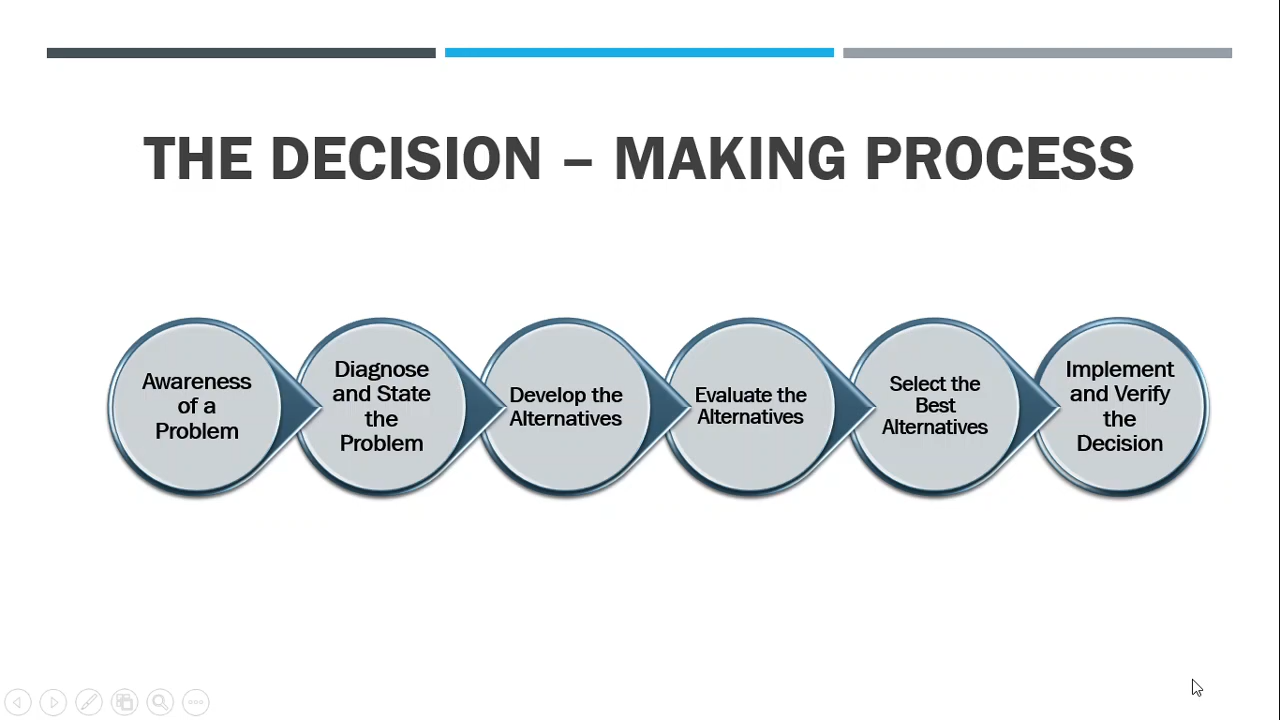 THE DECISION – MAKING PROCESS
Awareness
of a
Problem
Diagnose
and State
the
Problem
Develop the
Alternatives
Evaluate the
Alternatives
Select the
Best
Alternatives
Implement
and Verify
the
Decision